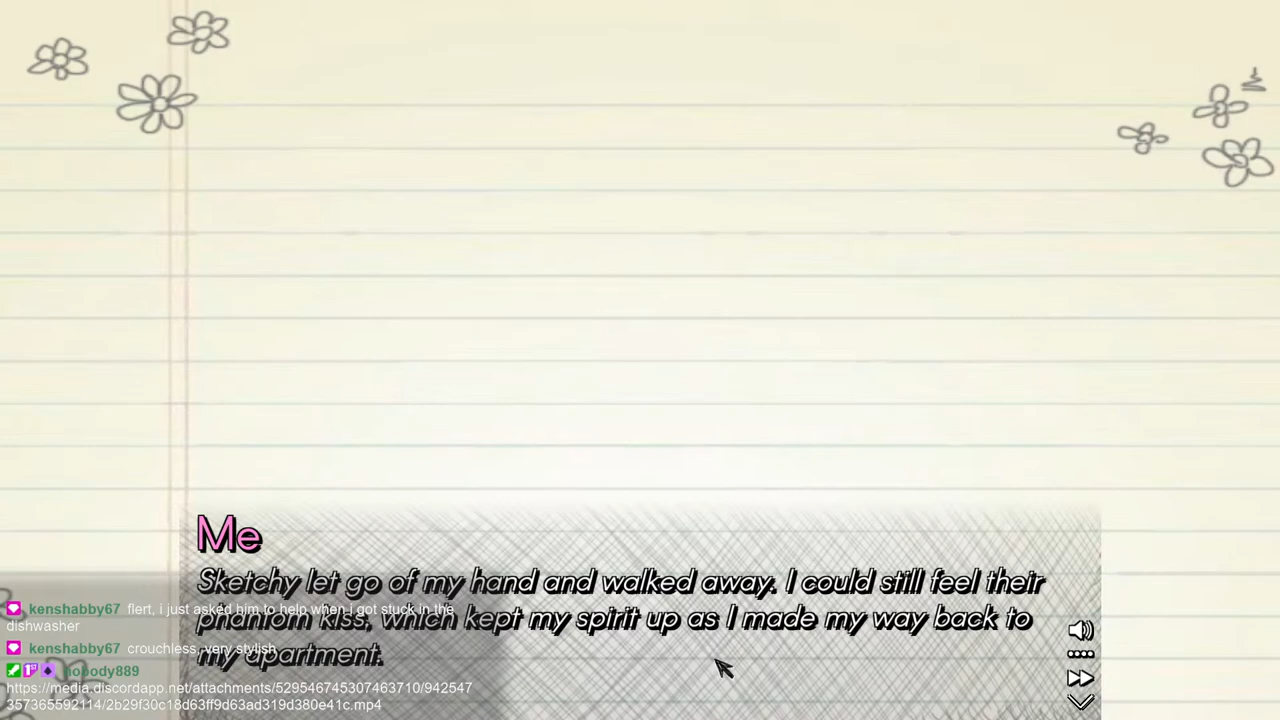 Me
Sketchy let go of my hand and walked away. I could still feel their
phantom kiss, which kept my spirit up as I made my way back to
my apartment.
kenshabby67 flert, i just asked him to help when i got stuck in the
dishwasher
kenshabby67 crouchless, very stylish
nobody889
https://media.discordapp.net/attachments/529546745307463710/942547
357365592114/2b29f30c18d63ff9d63ad319d380e41c.mp4